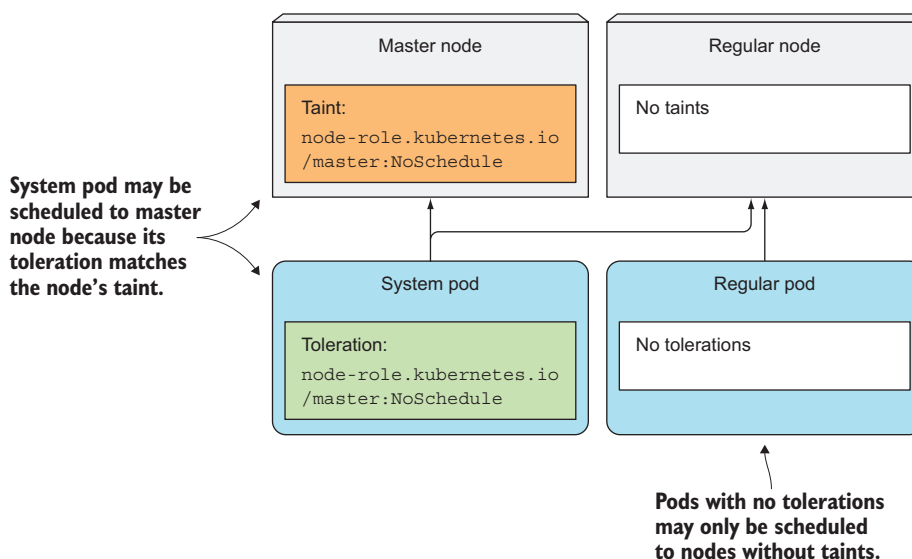 Master node
Taint:
node-role.kubernetes.io
/master:NoSchedule
Regular node
No taints
System pod may be
scheduled to master
node because its
toleration matches
the node’s taint.
System pod
Toleration:
node-role.kubernetes.io
/master:NoSchedule
Regular pod
No tolerations
Pods with no tolerations
may only be scheduled
to nodes without taints.